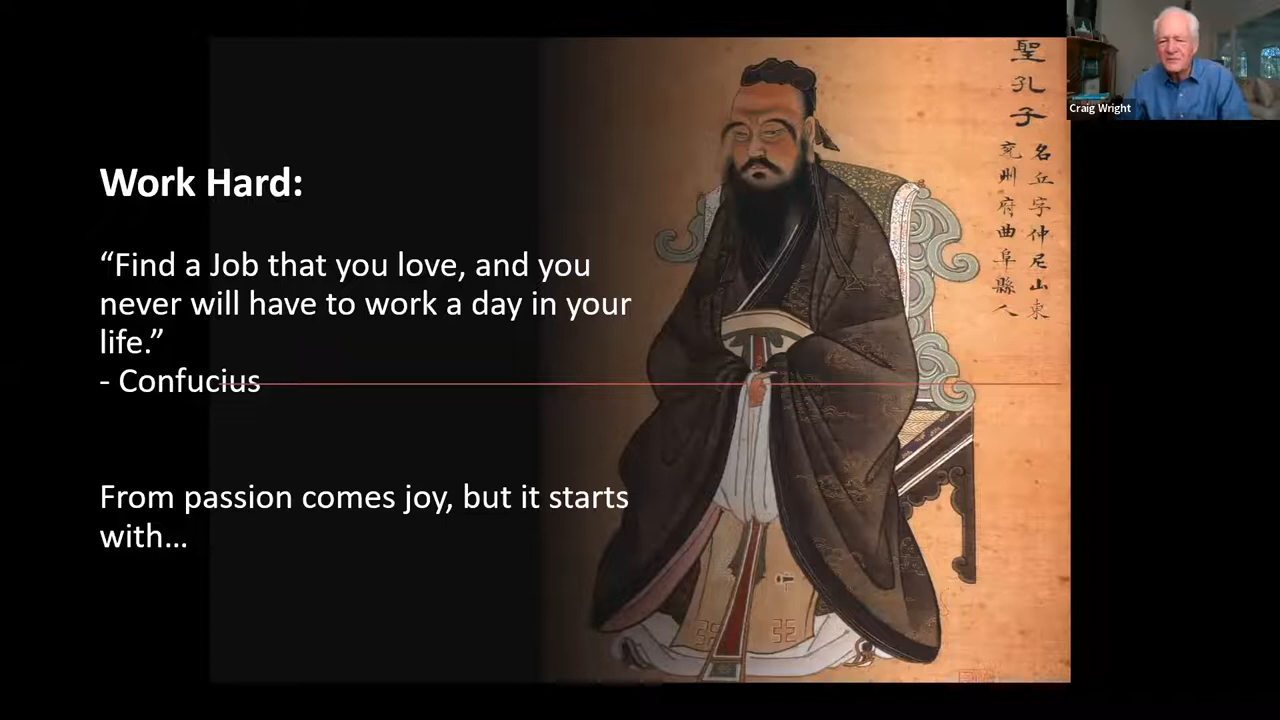 Work Hard:
“Find a Job that you love, and you
never will have to work a day in your
life.”
- Confucius
From passion comes joy, but it starts
with...
聖孔子
名丘字仲尼山東
兖州府曲阜縣人
Craig Wright